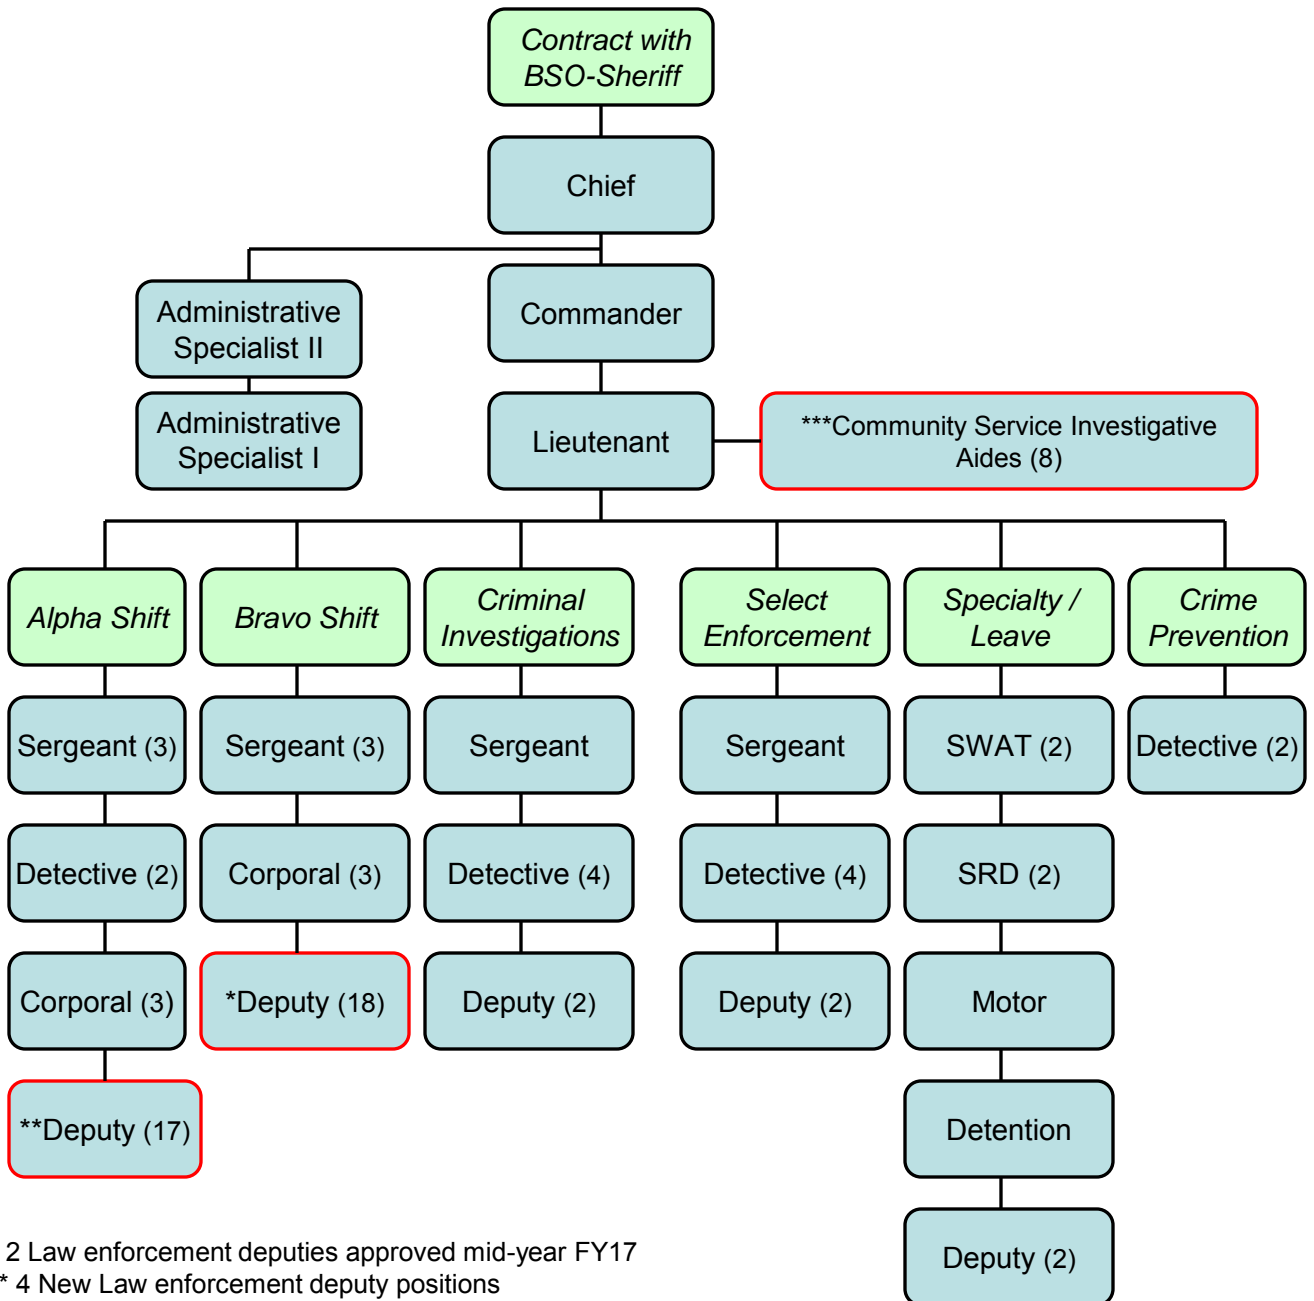 Contract with
BSO-Sheriff
Chief
Administrative
Specialist II
Commander
Administrative
Specialist I
Lieutenant
***Community Service Investigative
Aides (8)
Alpha Shift
Bravo Shift
Criminal
Investigations
Select
Enforcement
Specialty /
Leave
Crime
Prevention
Sergeant (3)
Sergeant (3)
Sergeant
Sergeant
SWAT (2)
Detective (2)
Detective (2)
Corporal (3)
Detective (4)
Detective (4)
SRD (2)
Corporal (3)
*Deputy (18)
Deputy (2)
Deputy (2)
Motor
**Deputy (17)
Detention
Deputy (2)
2 Law enforcement deputies approved mid-year FY17
* 4 New Law enforcement deputy positions